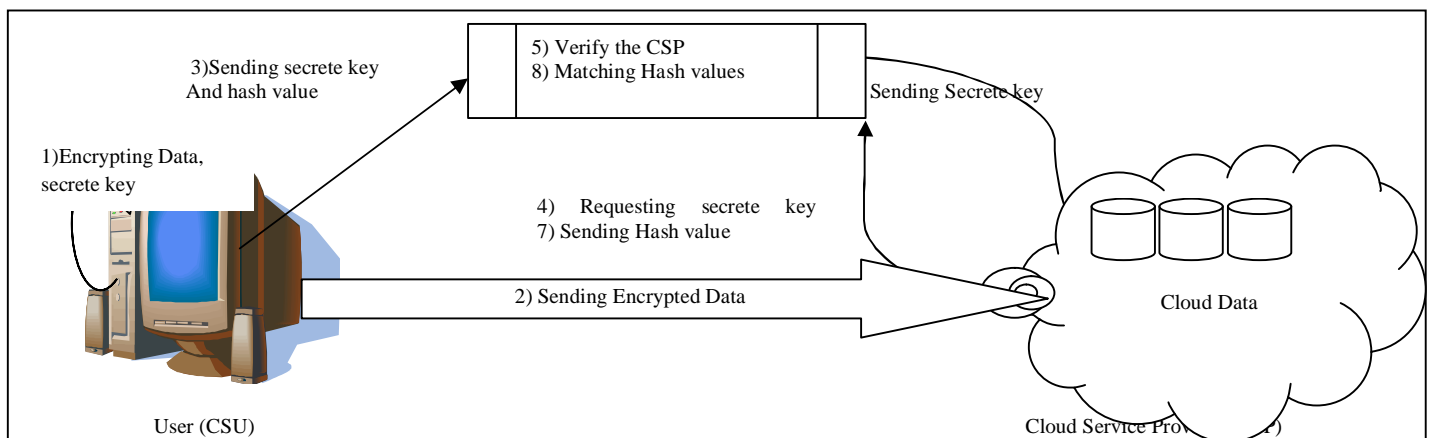 5) Verify the CSP
8) Matching Hash values
3)Sending secrete key
And hash value
Sending Secrete key
1)Encrypting Data,
secrete key
4) Requesting secrete key
7) Sending Hash value
2) Sending Encrypted Data
Cloud Data
User (CSU)
Cloud Service